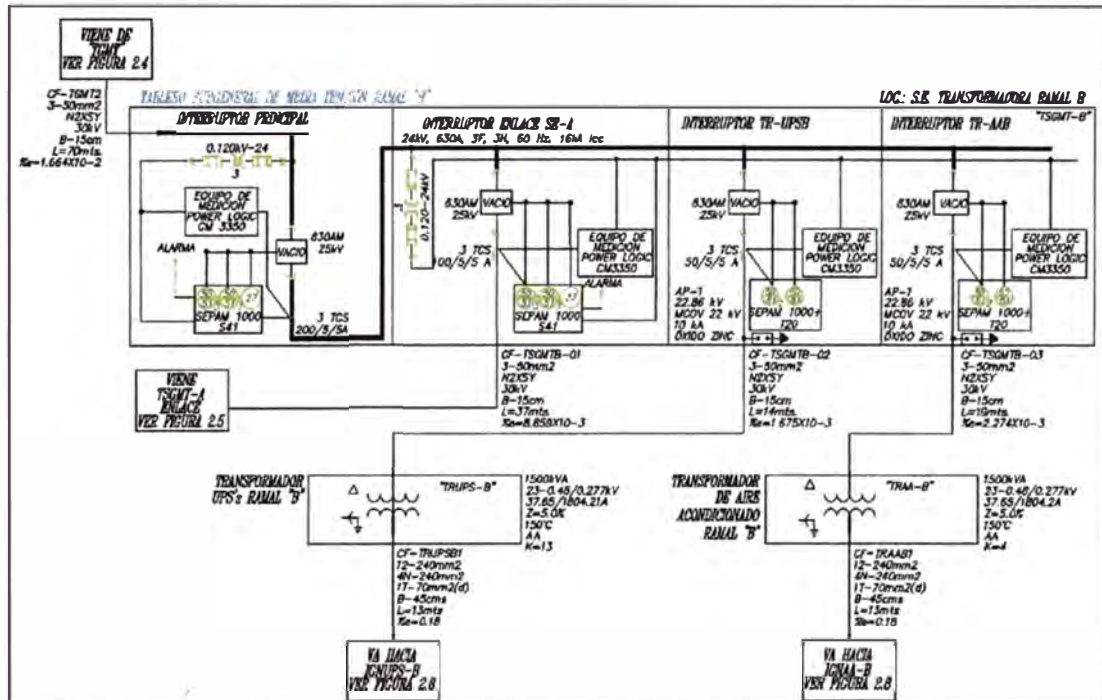 VIENE DE
"TGMT"
VER FIGURA 2.4
CF-TGMT2
3-50mm2
N2XSY
30kV
B-15cm
L=70mts.
%e=1.664X10-2
TABLERO SUBGENERAL DE MEDIA TENSION RAMAL
LOC.: S.E. TRANSFORMADORA RAMAL B
"TSGMT-B"
INTERRUPTOR PRINCIPAL
0.120kV-24
3
EQUIPO DE
MEDICION
POWER LOGIC
CM 3350
ALARMA
VACIO
630AM
25kV
27
SEPAM 1000
S41
3 TCS
200/5/5A
INTERRUPTOR ENLACE SE-A
24kV, 630A, 3F, 3H, 60 Hz, 16kA Icc
3
0.120-24kV
630AM
25kV
VACIO
3 TCS
100/5/5 A
EQUIPO DE
MEDICION
POWER LOGIC
CM3350
ALARMA
SEPAM 1000
S41
INTERRUPTOR TR-UPSB
630AM
25kV
VACIO
3 TCS
50/5/5 A
EQUIPO DE
MEDICION
POWER LOGIC
CM3350
AP-1
22.86 kV
MCOV 22 kV
10 kA
OXIDO ZINC
SEPAM 1000+
T20
INTERRUPTOR TR-AAB
630AM
25kV
VACIO
3 TCS
50/5/5 A
EQUIPO DE
MEDICION
POWER LOGIC
CM3350
AP-1
22.86 kV
MCOV 22 kV
10 kA
OXIDO ZINC
SEPAM 1000+
T20
VIENE
TSGMT-A
ENLACE
VER FIGURA 2.5
CF-TSGMTB-01
3-50mm2
N2XSY
30kV
B-15cm
L=37mts.
%e=8.859X10-3
CF-TSGMTB-02
3-50mm2
N2XSY
30kV
B-15cm
L=14mts.
%e=1.675X10-3
CF-TSGMTB-03
3-50mm2
N2XSY
30kV
B-15cm
L=19mts.
%e=2.274X10-3
TRANSFORMADOR
UPS's RAMAL "B"
"TRUPS-B"
1500kVA
23-0.48/0.277kV
37.65/1804.21A
Z=5.0%
150°C
AA
K=13
TRANSFORMADOR
DE AIRE
ACONDICIONADO
RAMAL "B"
"TRAA-B"
1500kVA
23-0.48/0.277kV
37.65/1804.2A
Z=5.0%
150°C
AA
K=4
CF-TRUPSB1
12-240mm2
4N-240mm2
1T-70mm2(d)
B-45cms
L=13mts
%e=0.18
CF-TRAAB1
12-240mm2
4N-240mm2
1T-70mm2(d)
B-45cms
L=13mts
%e=0.18
VA HACIA
IGNUPS-B
VER FIGURA 2.8
VA HACIA
IGNAA-B
VER FIGURA 2.8